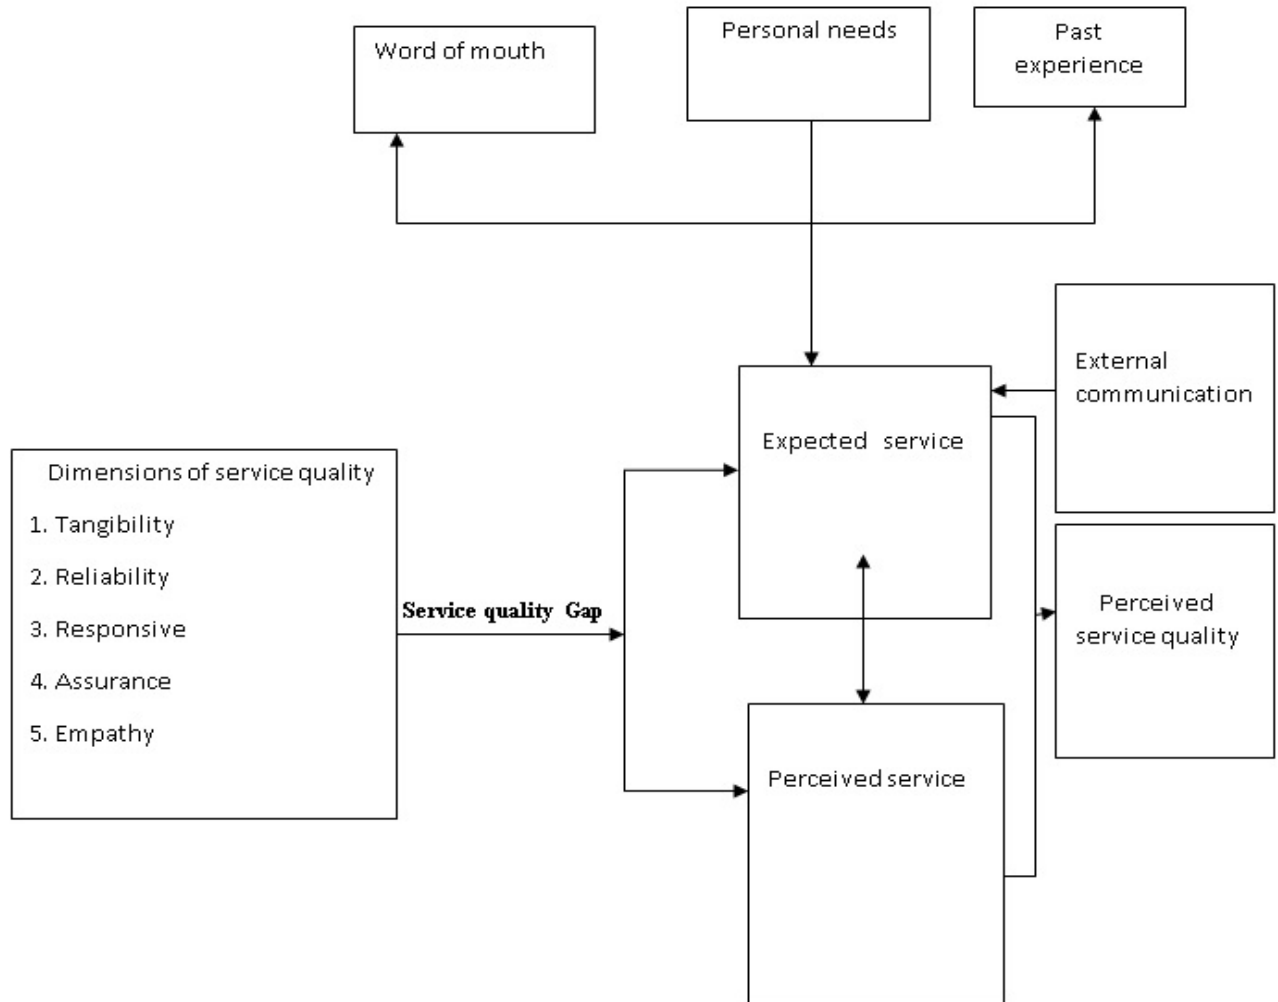 Word of mouth
Personal needs
Past
experience
External
communication
Expected service
Dimensions of service quality
1. Tangibility
2. Reliability
3. Responsive
4. Assurance
5. Empathy
Service quality Gap
Perceived
service quality
Perceived service